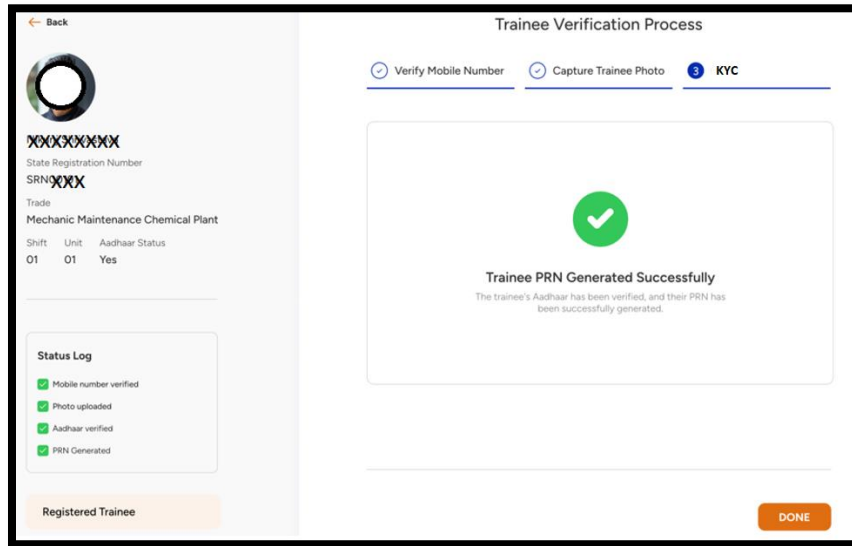 Back
XXXXXXXX
State Registration Number
XXX
Trade
Mechanic Maintenance Chemical Plant
Shift Unit Aadhaar Status
01 01 Yes
Status Log
Mobile number verified
Photo uploaded
Aadhaar verified
PRN Generated
Registered Trainee
Trainee Verification Process
Verify Mobile Number Capture Trainee Photo 3 KYC
Trainee PRN Generated Successfully
The trainee's Aadhaar has been verified, and their PRN has
been successfully generated.
DONE